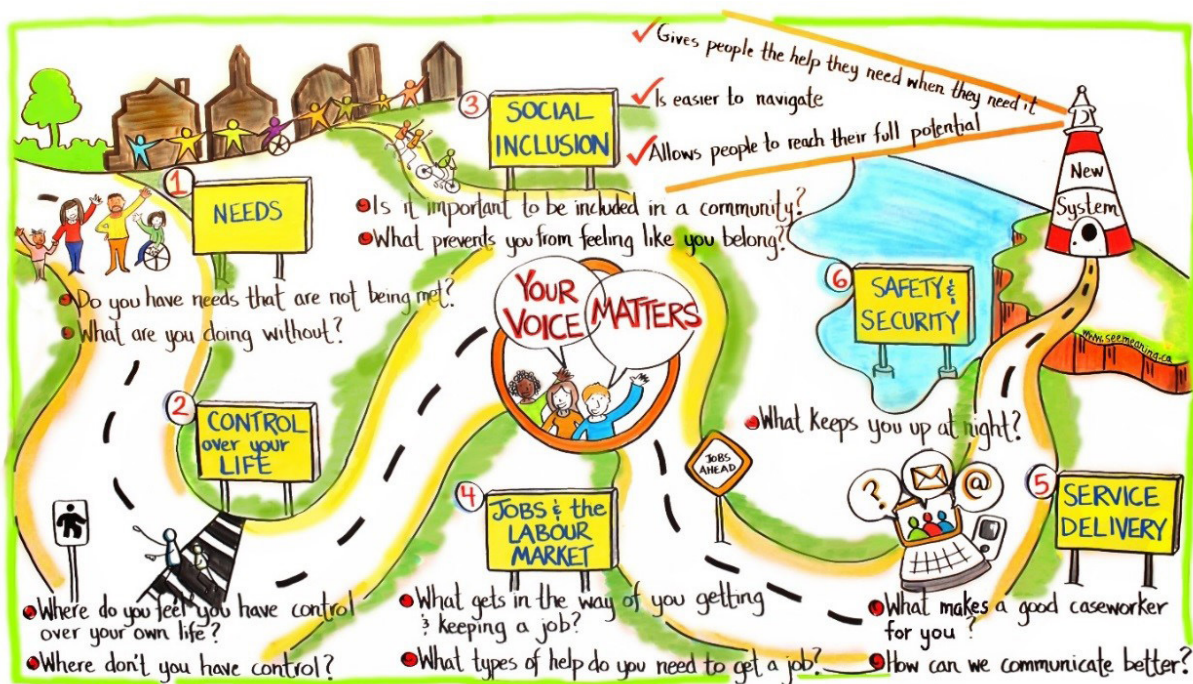 ✓ Gives people the help they need when they need it
✓ Is easier to navigate
✓ Allows people to reach their full potential
New
System
1
NEEDS
• Do you have needs that are not being met?
• What are you doing without?
2
CONTROL
over your
LIFE
• Where do you feel you have control
over your own life?
• Where don't you have control?
3
SOCIAL
INCLUSION
• Is it important to be included in a community?
• What prevents you from feeling like you belong?
YOUR
VOICE
MATTERS
4
JOBS & the
LABOUR
MARKET
• What gets in the way of you getting
& keeping a job?
• What types of help do you need to get a job?
JOBS
AHEAD
5
SERVICE
DELIVERY
? @
• What makes a good caseworker
for you?
• How can we communicate better?
6
SAFETY &
SECURITY
• What keeps you up at night?
www.seemeaning.ca